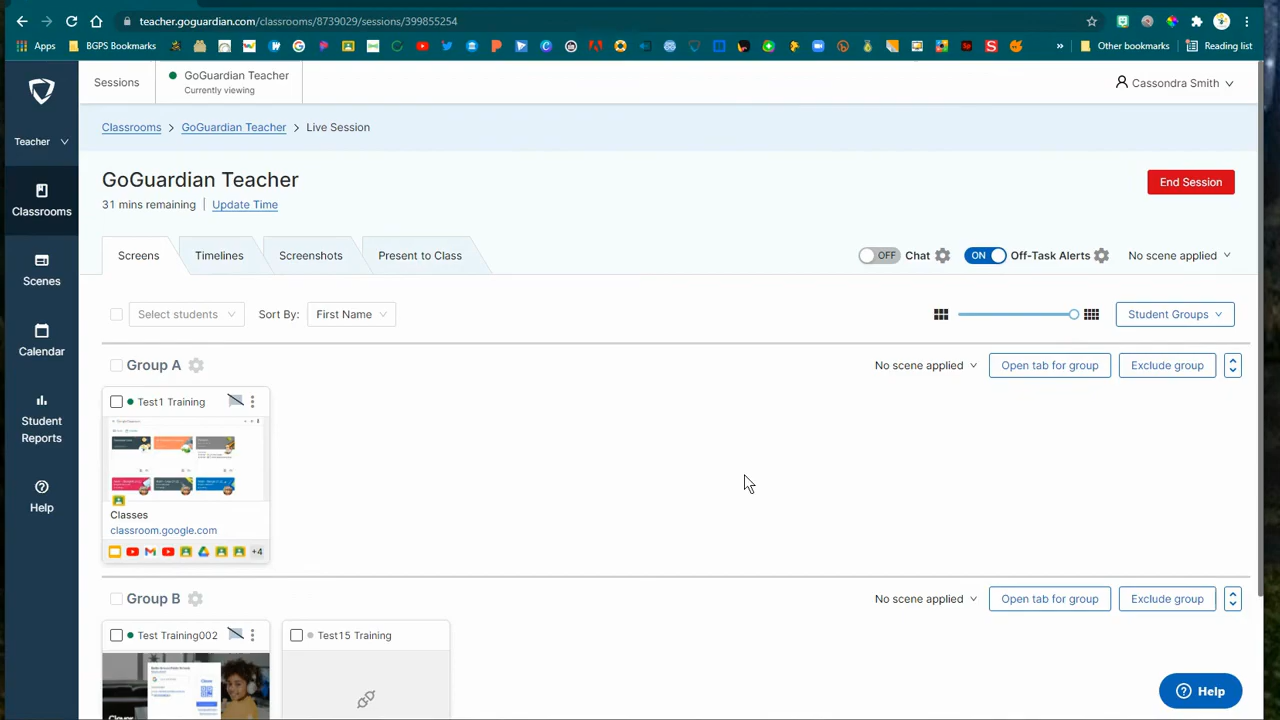 teacher.goguardian.com/classrooms/8739029/sessions/399855254
Apps BGPS Bookmarks » Other bookmarks Reading list
Sessions GoGuardian Teacher Cassondra Smith
Currently viewing
Teacher
Classrooms > GoGuardian Teacher > Live Session
GoGuardian Teacher End Session
31 mins remaining | Update Time
Classrooms
Screens Timelines Screenshots Present to Class OFF Chat ON Off-Task Alerts No scene applied
Scenes
Select students Sort By: First Name Student Groups
Calendar
Group A No scene applied Open tab for group Exclude group
Test1 Training
Student
Reports
Classes
classroom.google.com
+4
Help
Group B No scene applied Open tab for group Exclude group
Test Training002 Test15 Training
Help